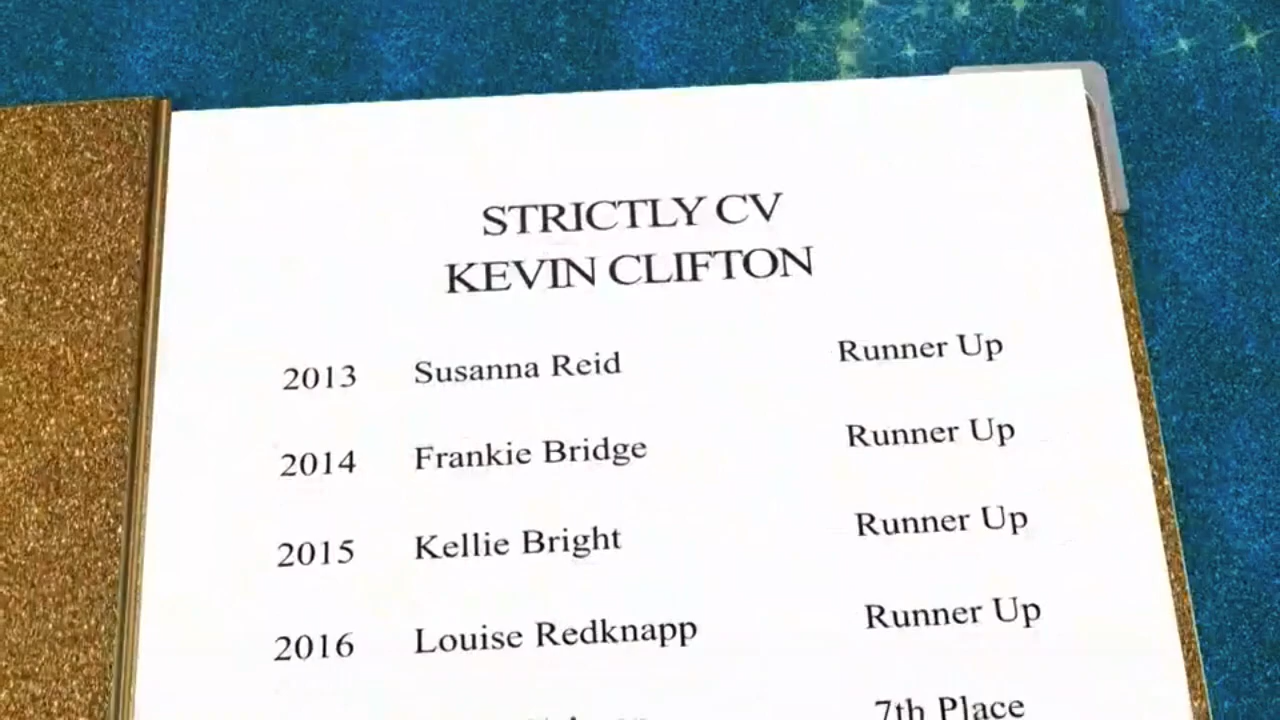 STRICTLY CV
KEVIN CLIFTON
2013 Susanna Reid Runner Up
2014 Frankie Bridge Runner Up
2015 Kellie Bright Runner Up
2016 Louise Redknapp Runner Up
7th Place